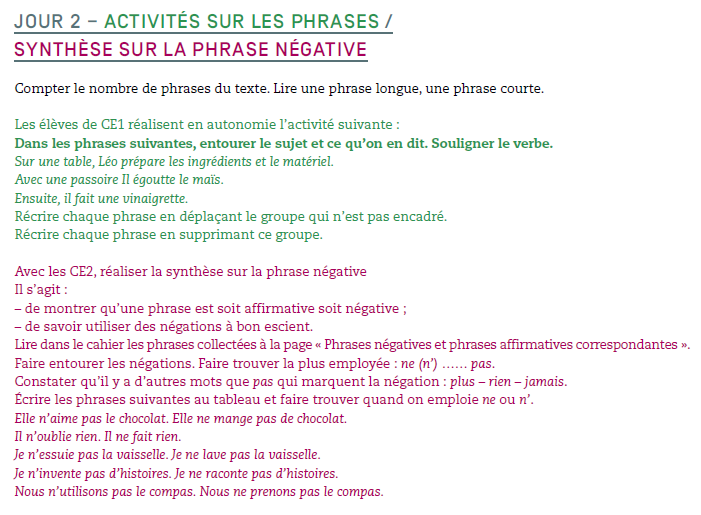 JOUR 2 – ACTIVITÉS SUR LES PHRASES /
SYNTHÈSE SUR LA PHRASE NÉGATIVE
Compter le nombre de phrases du texte. Lire une phrase longue, une phrase courte.
Les élèves de CE1 réalisent en autonomie l'activité suivante :
Dans les phrases suivantes, entourer le sujet et ce qu'on en dit. Souligner le verbe.
Sur une table, Léo prépare les ingrédients et le matériel.
Avec une passoire Il égoutte le maïs.
Ensuite, il fait une vinaigrette.
Récrire chaque phrase en déplaçant le groupe qui n'est pas encadré.
Récrire chaque phrase en supprimant ce groupe.
Avec les CE2, réaliser la synthèse sur la phrase négative
Il s'agit :
– de montrer qu'une phrase est soit affirmative soit négative ;
– de savoir utiliser des négations à bon escient.
Lire dans le cahier les phrases collectées à la page « Phrases négatives et phrases affirmatives correspondantes ».
Faire entourer les négations. Faire trouver la plus employée : ne (n') …… pas.
Constater qu'il y a d'autres mots que pas qui marquent la négation : plus – rien – jamais.
Écrire les phrases suivantes au tableau et faire trouver quand on emploie ne ou n'.
Elle n'aime pas le chocolat. Elle ne mange pas de chocolat.
Il n'oublie rien. Il ne fait rien.
Je n'essuie pas la vaisselle. Je ne lave pas la vaisselle.
Je n'invente pas d'histoires. Je ne raconte pas d'histoires.
Nous n'utilisons pas le compas. Nous ne prenons pas le compas.